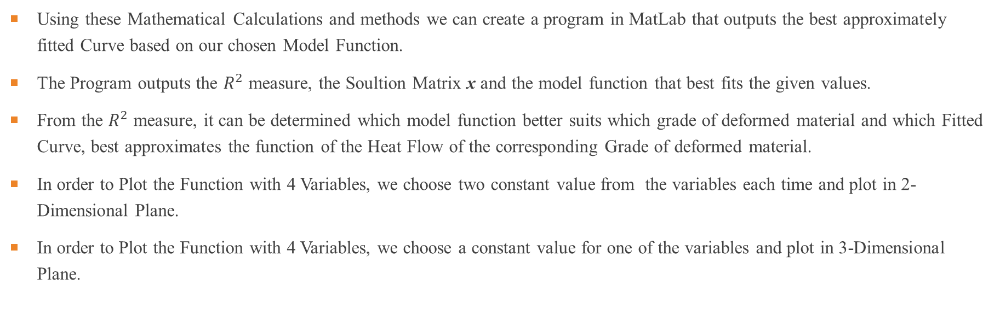 ▪ Using these Mathematical Calculations and methods we can create a program in MatLab that outputs the best approximately
fitted Curve based on our chosen Model Function.
▪ The Program outputs the R² measure, the Soultion Matrix x and the model function that best fits the given values.
▪ From the R² measure, it can be determined which model function better suits which grade of deformed material and which Fitted
Curve, best approximates the function of the Heat Flow of the corresponding Grade of deformed material.
▪ In order to Plot the Function with 4 Variables, we choose two constant value from the variables each time and plot in 2-
Dimensional Plane.
▪ In order to Plot the Function with 4 Variables, we choose a constant value for one of the variables and plot in 3-Dimensional
Plane.